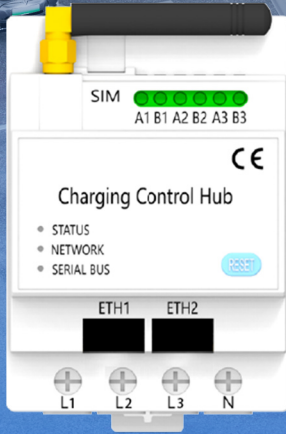 SIM
A1 B1 A2 B2 A3 B3
CE
Charging Control Hub
STATUS
NETWORK
SERIAL BUS
RESET
ETH1 ETH2
L1 L2 L3 N